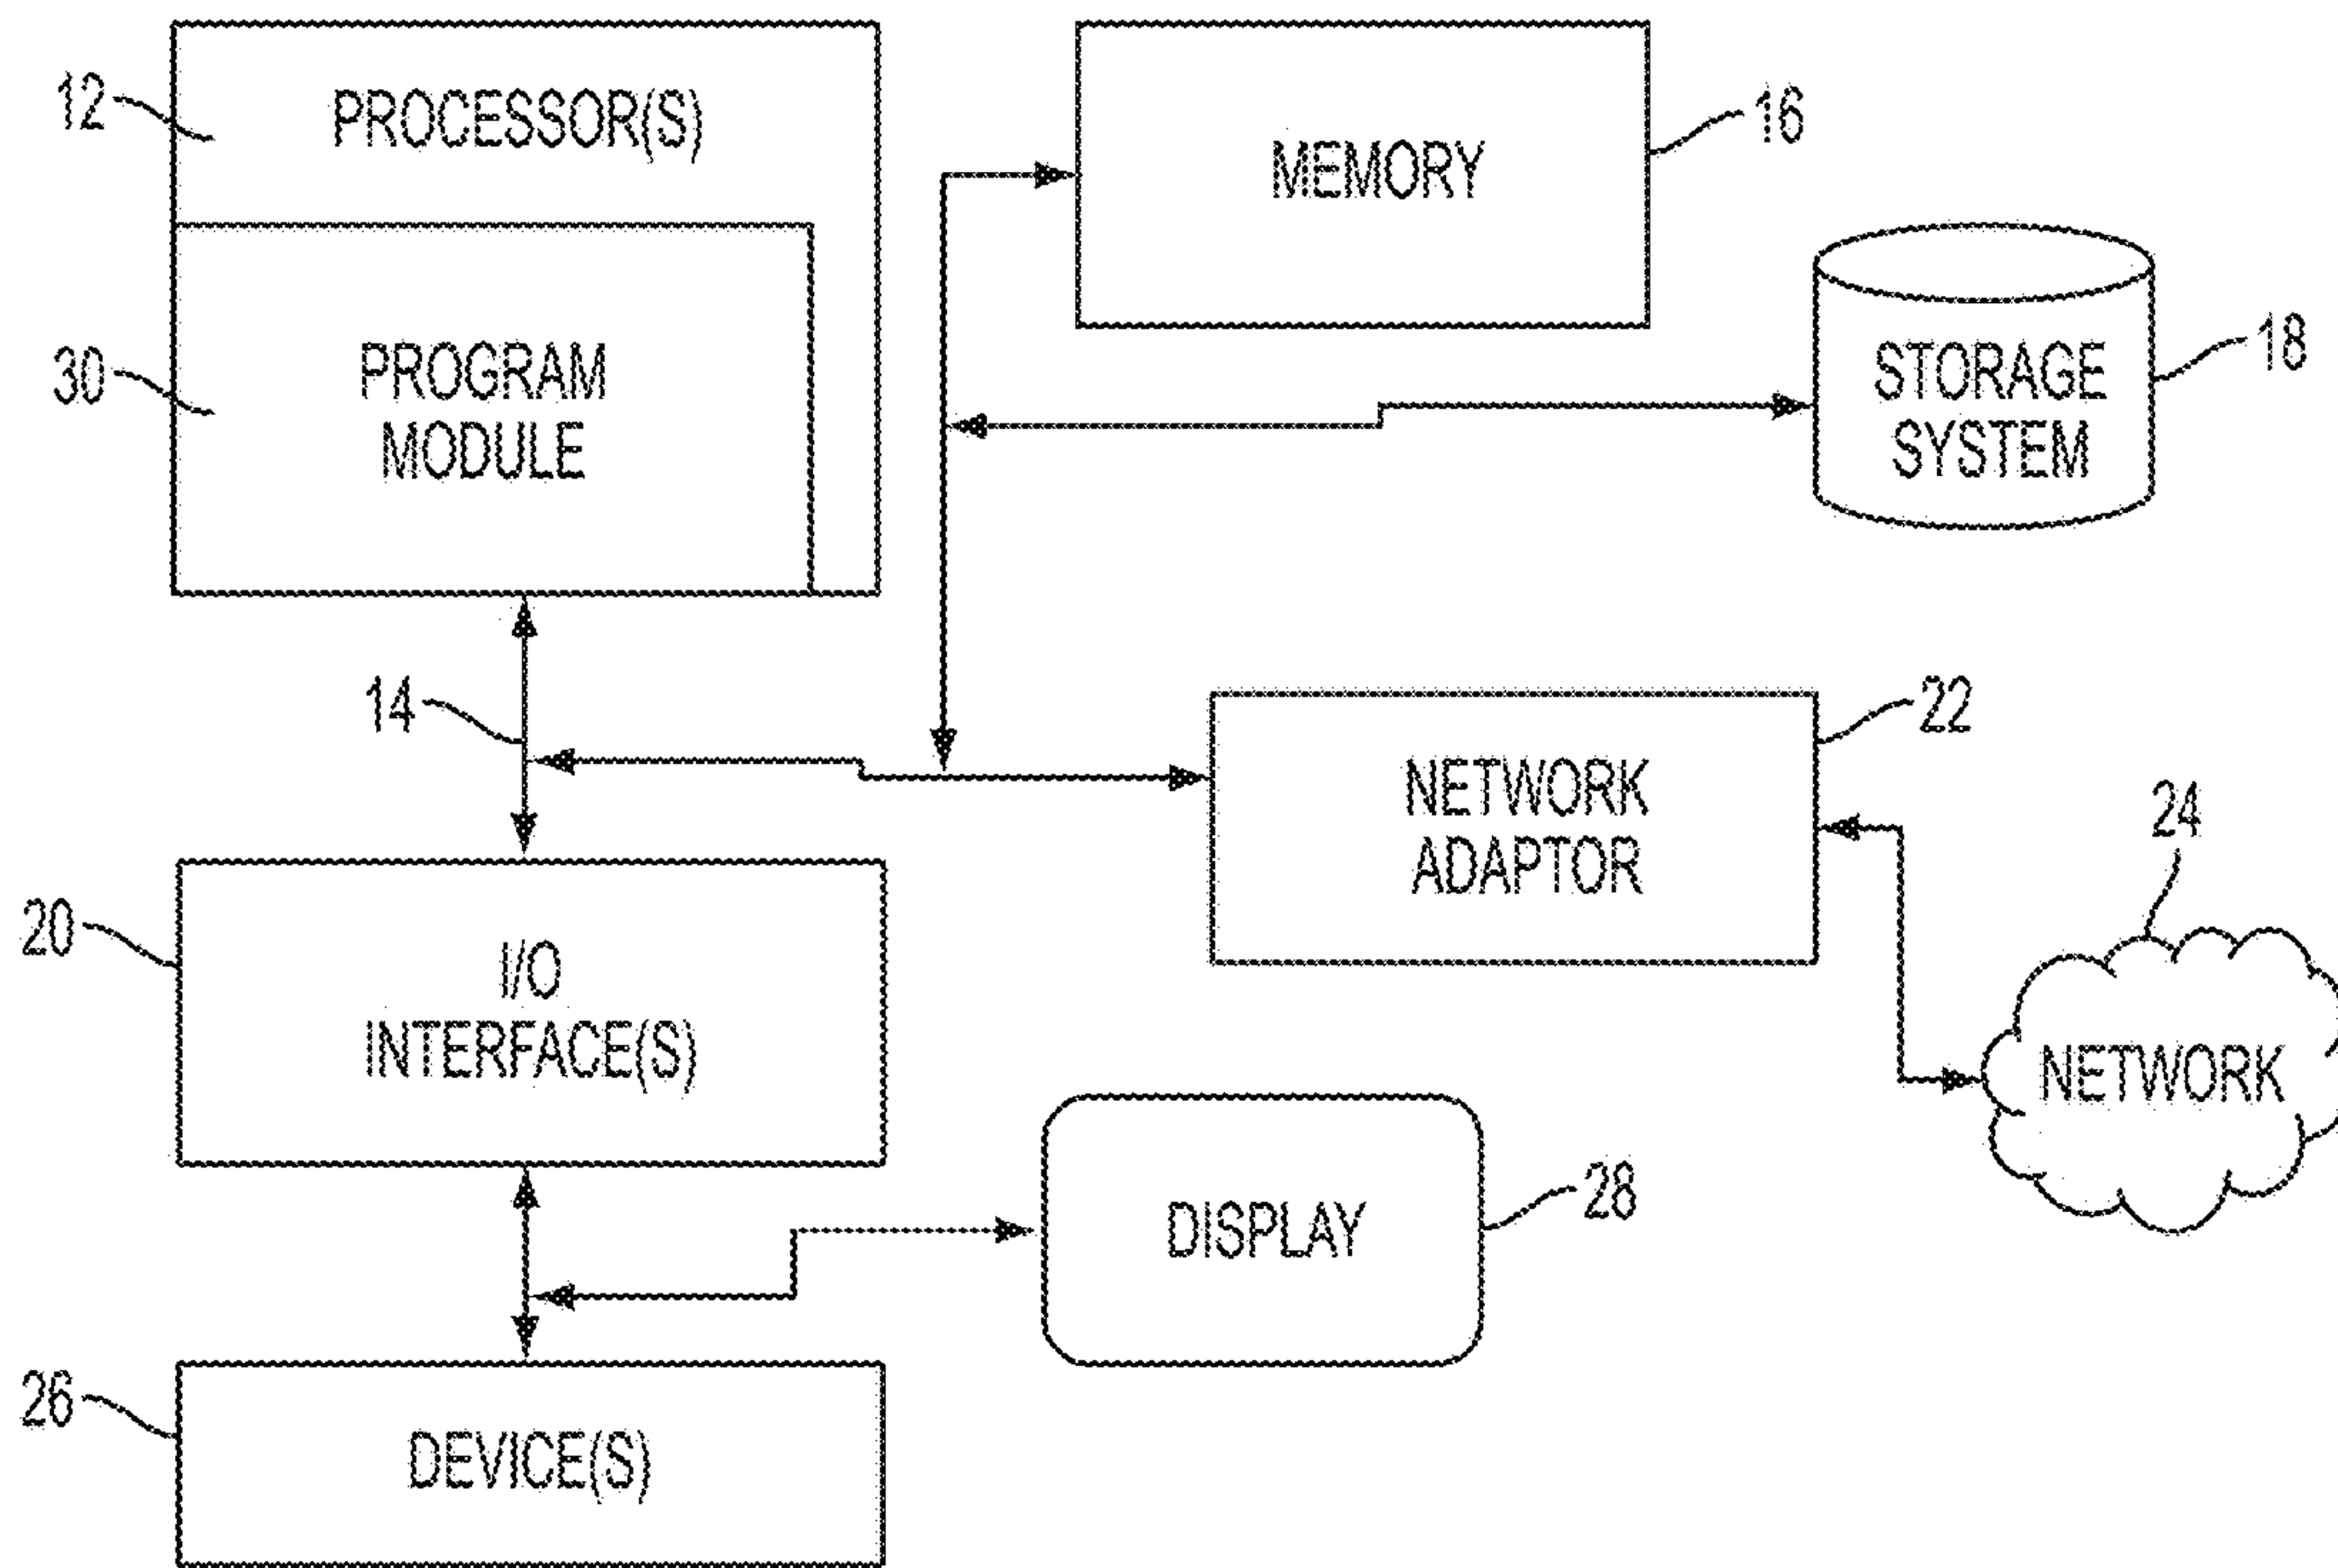 12
PROCESSOR(S)
MEMORY
16
30
PROGRAM
MODULE
STORAGE
SYSTEM
18
14
22
NETWORK
ADAPTOR
24
NETWORK
20
I/O
INTERFACE(S)
DISPLAY
28
26
DEVICE(S)